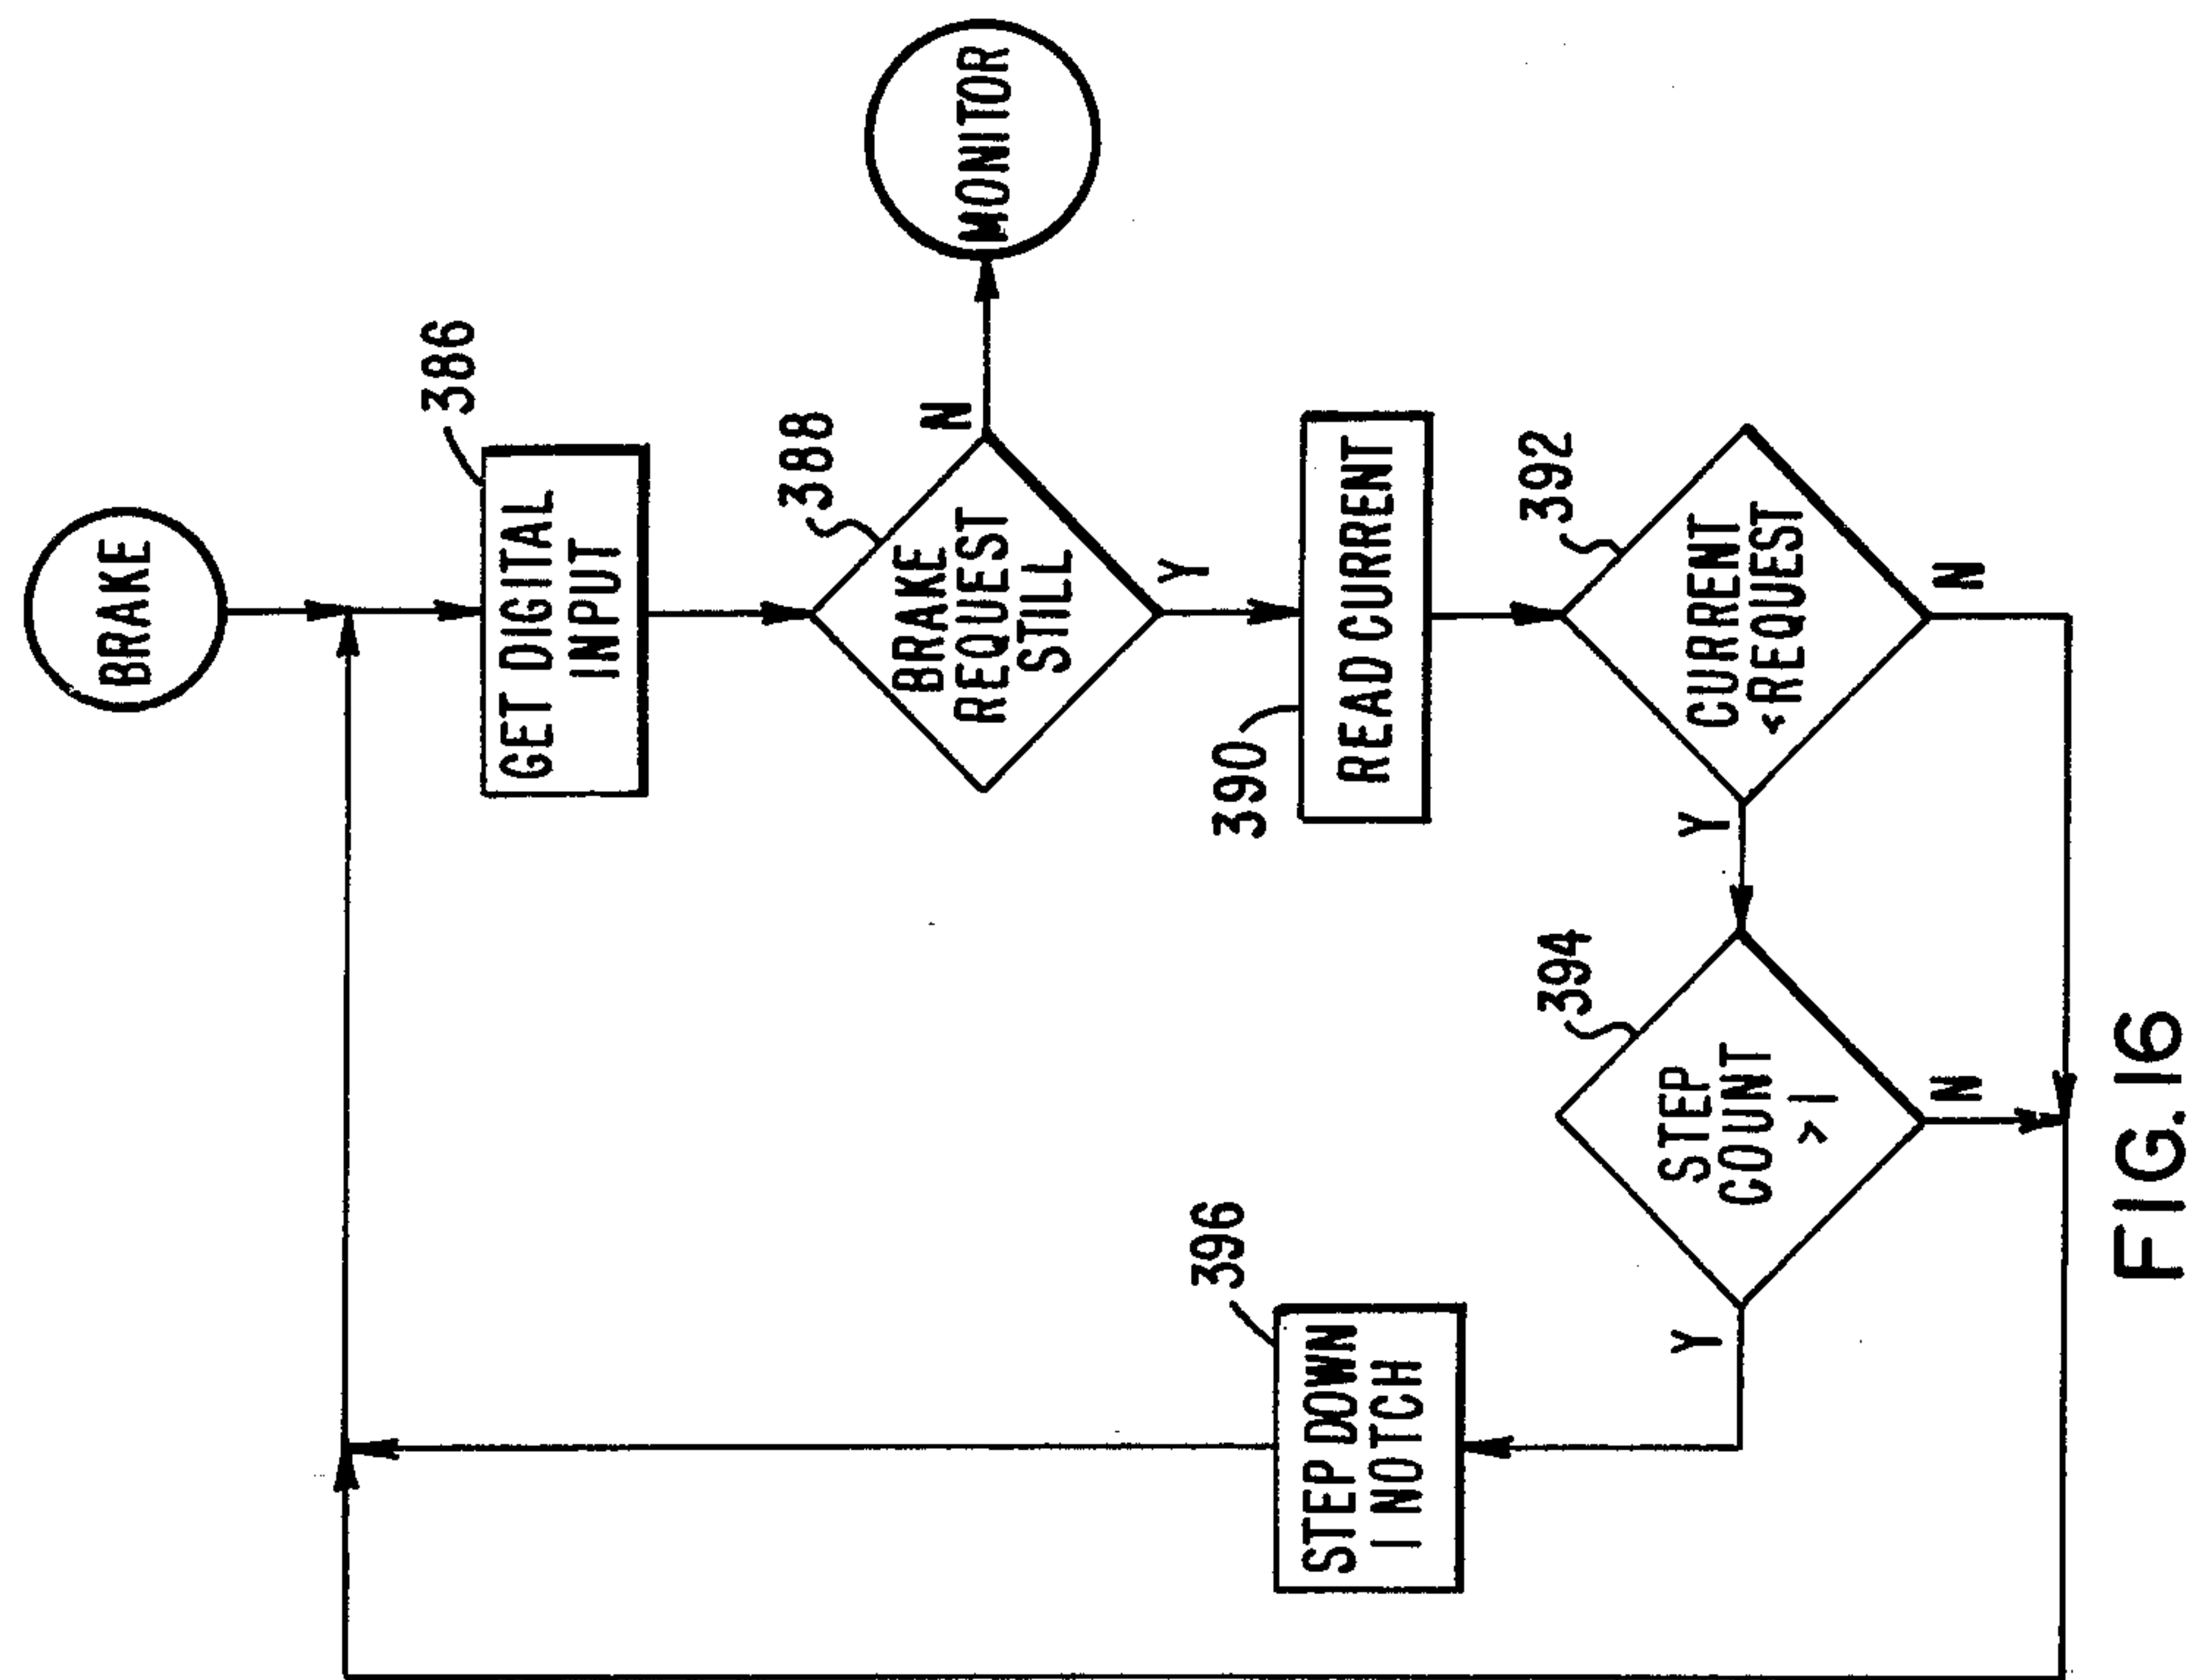 BRAKE
386
GET DIGITAL
INPUT
388
BRAKE
REQUEST
STILL
N
MONITOR
Y
390
READ CURRENT
392
CURRENT
<REQUEST
Y
N
394
STEP
COUNT
>1
Y
N
396
STEP DOWN
1 NOTCH
FIG. 16